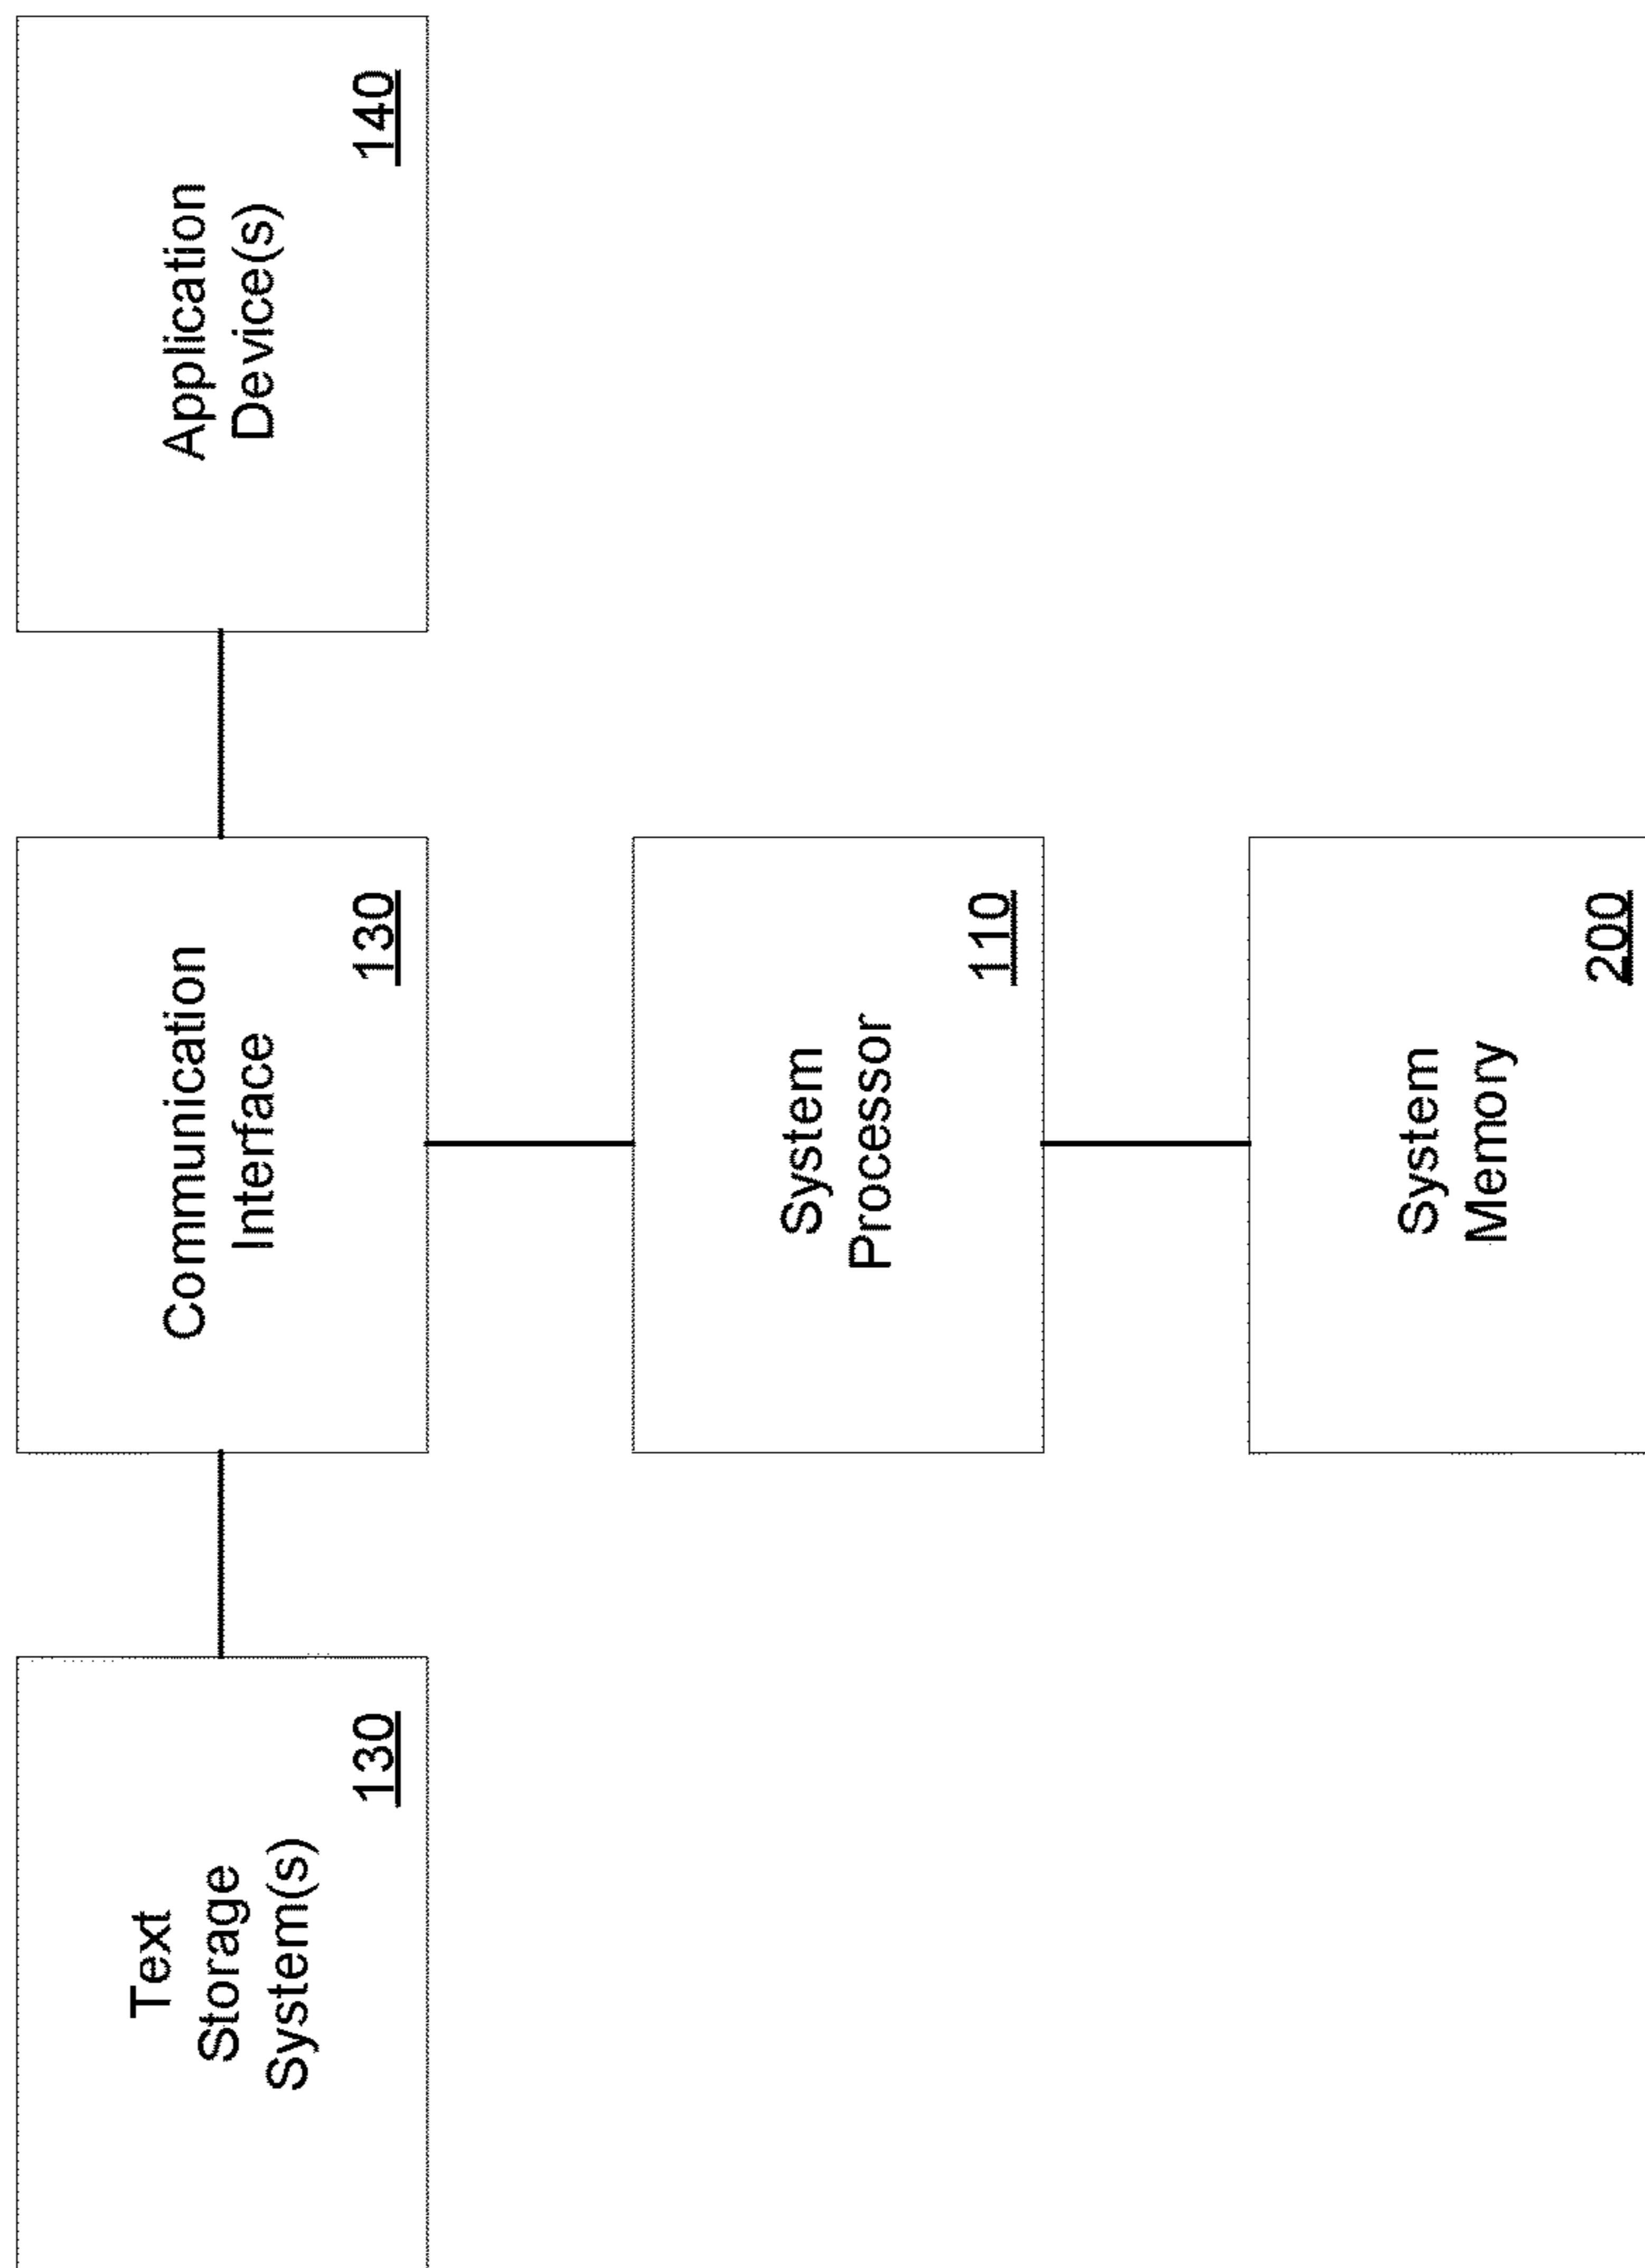 Text
Storage
System(s)
130
Communication
Interface
130
Application
Device(s)
140
System
Processor
110
System
Memory
200